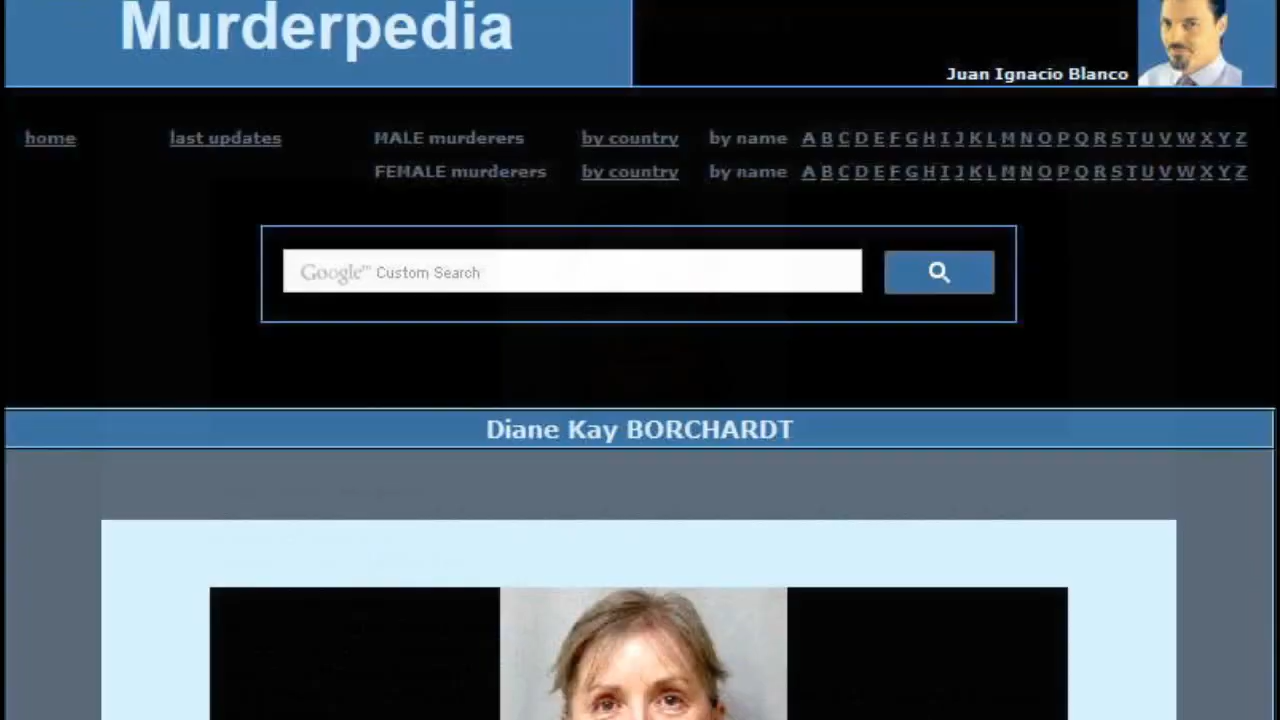 Murderpedia
Juan Ignacio Blanco
home last updates MALE murderers by country by name A B C D E F G H I J K L M N O P Q R S T U V W X Y Z
FEMALE murderers by country by name A B C D E F G H I J K L M N O P Q R S T U V W X Y Z
Google™ Custom Search
Diane Kay BORCHARDT